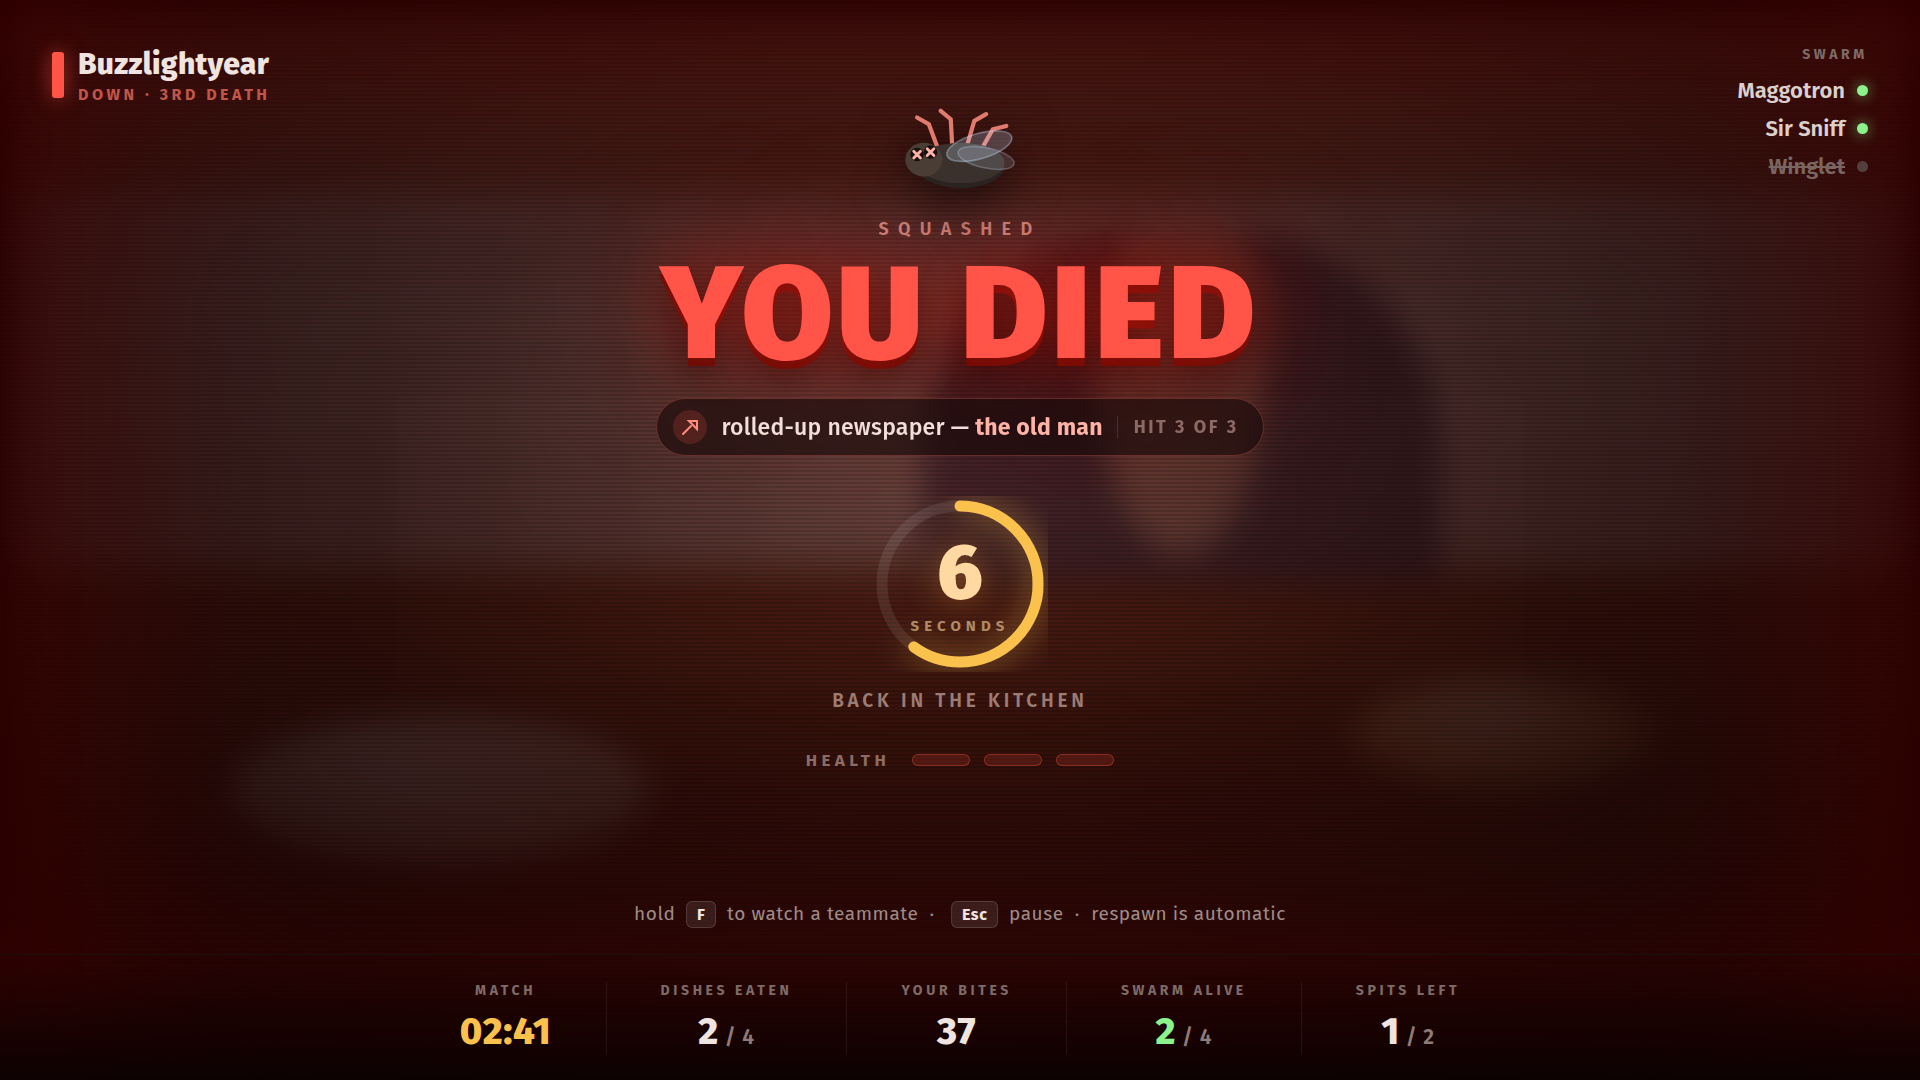 Buzzlightyear
DOWN · 3RD DEATH
SWARM
Maggotron
Sir Sniff
Winglet
SQUASHED
YOU DIED
rolled-up newspaper — the old man HIT 3 OF 3
6
SECONDS
BACK IN THE KITCHEN
HEALTH
hold F to watch a teammate · Esc pause · respawn is automatic
MATCH DISHES EATEN YOUR BITES SWARM ALIVE SPITS LEFT
02:41 2 / 4 37 2 / 4 1 / 2